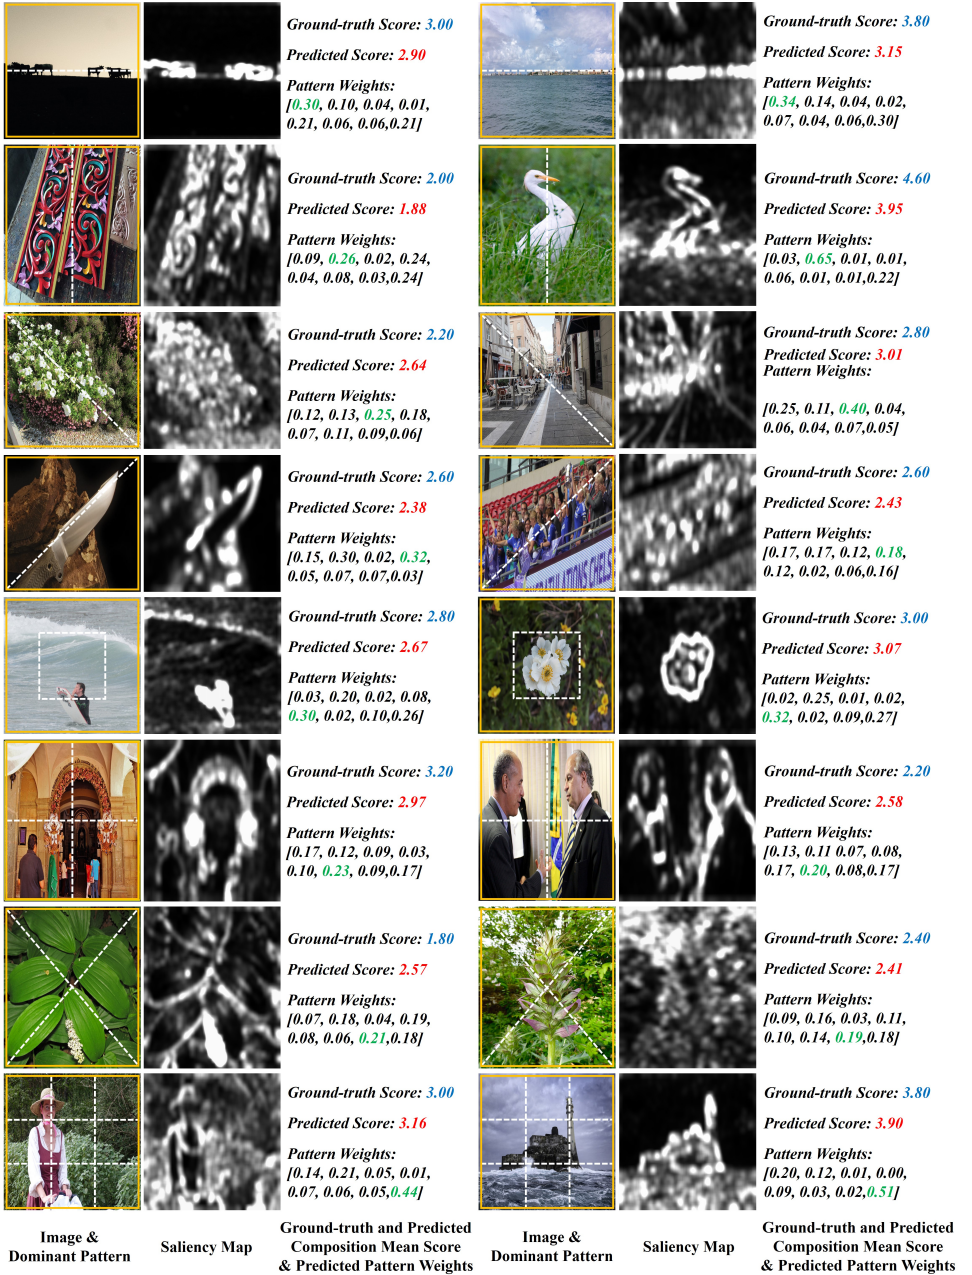 Ground-truth Score: 3.00
Predicted Score: 2.90
Pattern Weights:
[0.30, 0.10, 0.04, 0.01,
0.21, 0.06, 0.06,0.21]
Ground-truth Score: 3.80
Predicted Score: 3.15
Pattern Weights:
[0.34, 0.14, 0.04, 0.02,
0.07, 0.04, 0.06,0.30]
Ground-truth Score: 2.00
Predicted Score: 1.88
Pattern Weights:
[0.09, 0.26, 0.02, 0.24,
0.04, 0.08, 0.03,0.24]
Ground-truth Score: 4.60
Predicted Score: 3.95
Pattern Weights:
[0.03, 0.65, 0.01, 0.01,
0.06, 0.01, 0.01,0.22]
Ground-truth Score: 2.20
Predicted Score: 2.64
Pattern Weights:
[0.12, 0.13, 0.25, 0.18,
0.07, 0.11, 0.09,0.06]
Ground-truth Score: 2.80
Predicted Score: 3.01
Pattern Weights:
[0.25, 0.11, 0.40, 0.04,
0.06, 0.04, 0.07,0.05]
Ground-truth Score: 2.60
Predicted Score: 2.38
Pattern Weights:
[0.15, 0.30, 0.02, 0.32,
0.05, 0.07, 0.07,0.03]
Ground-truth Score: 2.60
Predicted Score: 2.43
Pattern Weights:
[0.17, 0.17, 0.12, 0.18,
0.12, 0.02, 0.06,0.16]
Ground-truth Score: 2.80
Predicted Score: 2.67
Pattern Weights:
[0.03, 0.20, 0.02, 0.08,
0.30, 0.02, 0.10,0.26]
Ground-truth Score: 3.00
Predicted Score: 3.07
Pattern Weights:
[0.02, 0.25, 0.01, 0.02,
0.32, 0.02, 0.09,0.27]
Ground-truth Score: 3.20
Predicted Score: 2.97
Pattern Weights:
[0.17, 0.12, 0.09, 0.03,
0.10, 0.23, 0.09,0.17]
Ground-truth Score: 2.20
Predicted Score: 2.58
Pattern Weights:
[0.13, 0.11 0.07, 0.08,
0.17, 0.20, 0.08,0.17]
Ground-truth Score: 1.80
Predicted Score: 2.57
Pattern Weights:
[0.07, 0.18, 0.04, 0.19,
0.08, 0.06, 0.21,0.18]
Ground-truth Score: 2.40
Predicted Score: 2.41
Pattern Weights:
[0.09, 0.16, 0.03, 0.11,
0.10, 0.14, 0.19,0.18]
Ground-truth Score: 3.00
Predicted Score: 3.16
Pattern Weights:
[0.14, 0.21, 0.05, 0.01,
0.07, 0.06, 0.05,0.44]
Ground-truth Score: 3.80
Predicted Score: 3.90
Pattern Weights:
[0.20, 0.12, 0.01, 0.00,
0.09, 0.03, 0.02,0.51]
Image &
Dominant Pattern
Saliency Map
Ground-truth and Predicted
Composition Mean Score
& Predicted Pattern Weights
Image &
Dominant Pattern
Saliency Map
Ground-truth and Predicted
Composition Mean Score
& Predicted Pattern Weights